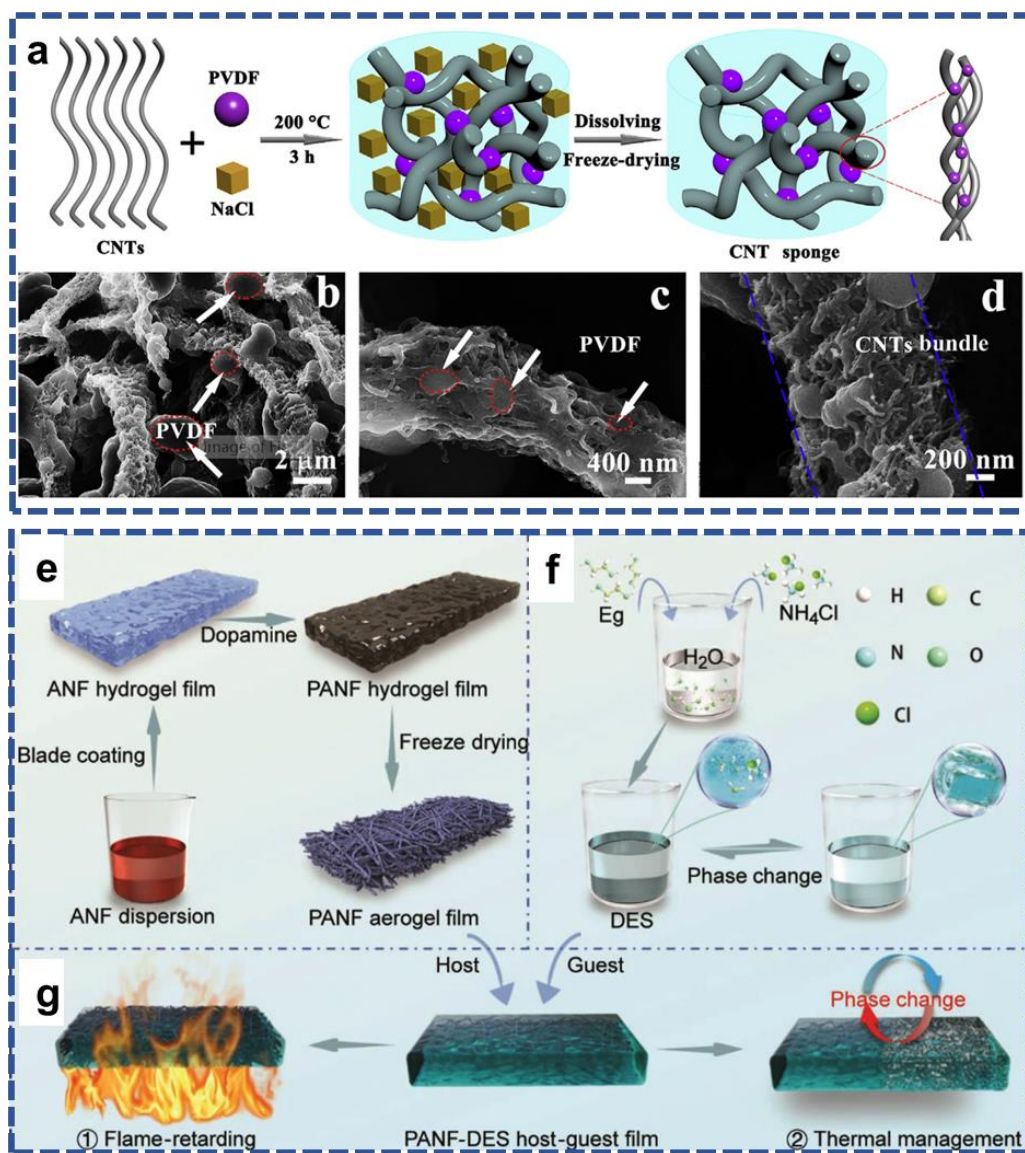 a
PVDF
+
200 °C
3 h
NaCl
CNTs
Dissolving
Freeze-drying
CNT sponge
b
PVDF
2 μm
c
PVDF
400 nm
d
CNTs bundle
200 nm
e
Dopamine
ANF hydrogel film
PANF hydrogel film
Blade coating
Freeze drying
ANF dispersion
PANF aerogel film
f
Eg
NH₄Cl
H₂O
H
C
N
O
Cl
Phase change
DES
g
Host
Guest
Phase change
① Flame-retarding
PANF-DES host-guest film
② Thermal management